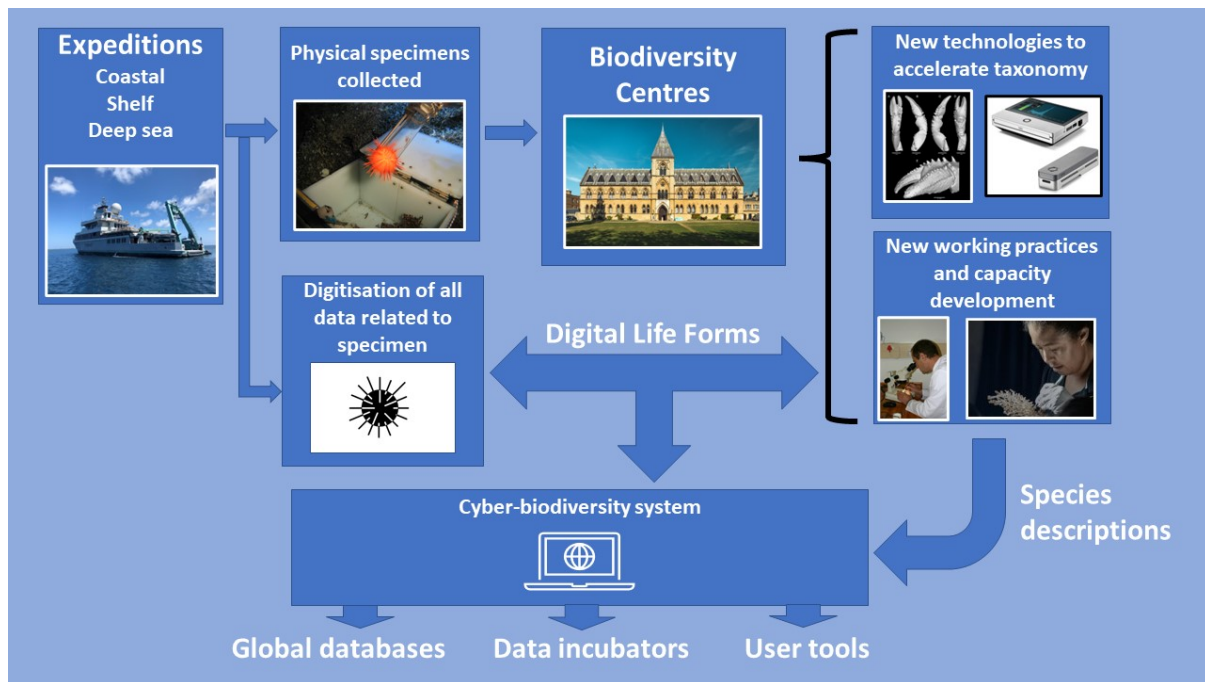 Expeditions
Coastal
Shelf
Deep sea
Physical specimens
collected
Biodiversity
Centres
New technologies to
accelerate taxonomy
New working practices
and capacity
development
Digitisation of all
data related to
specimen
Digital Life Forms
Cyber-biodiversity system
Species
descriptions
Global databases
Data incubators
User tools